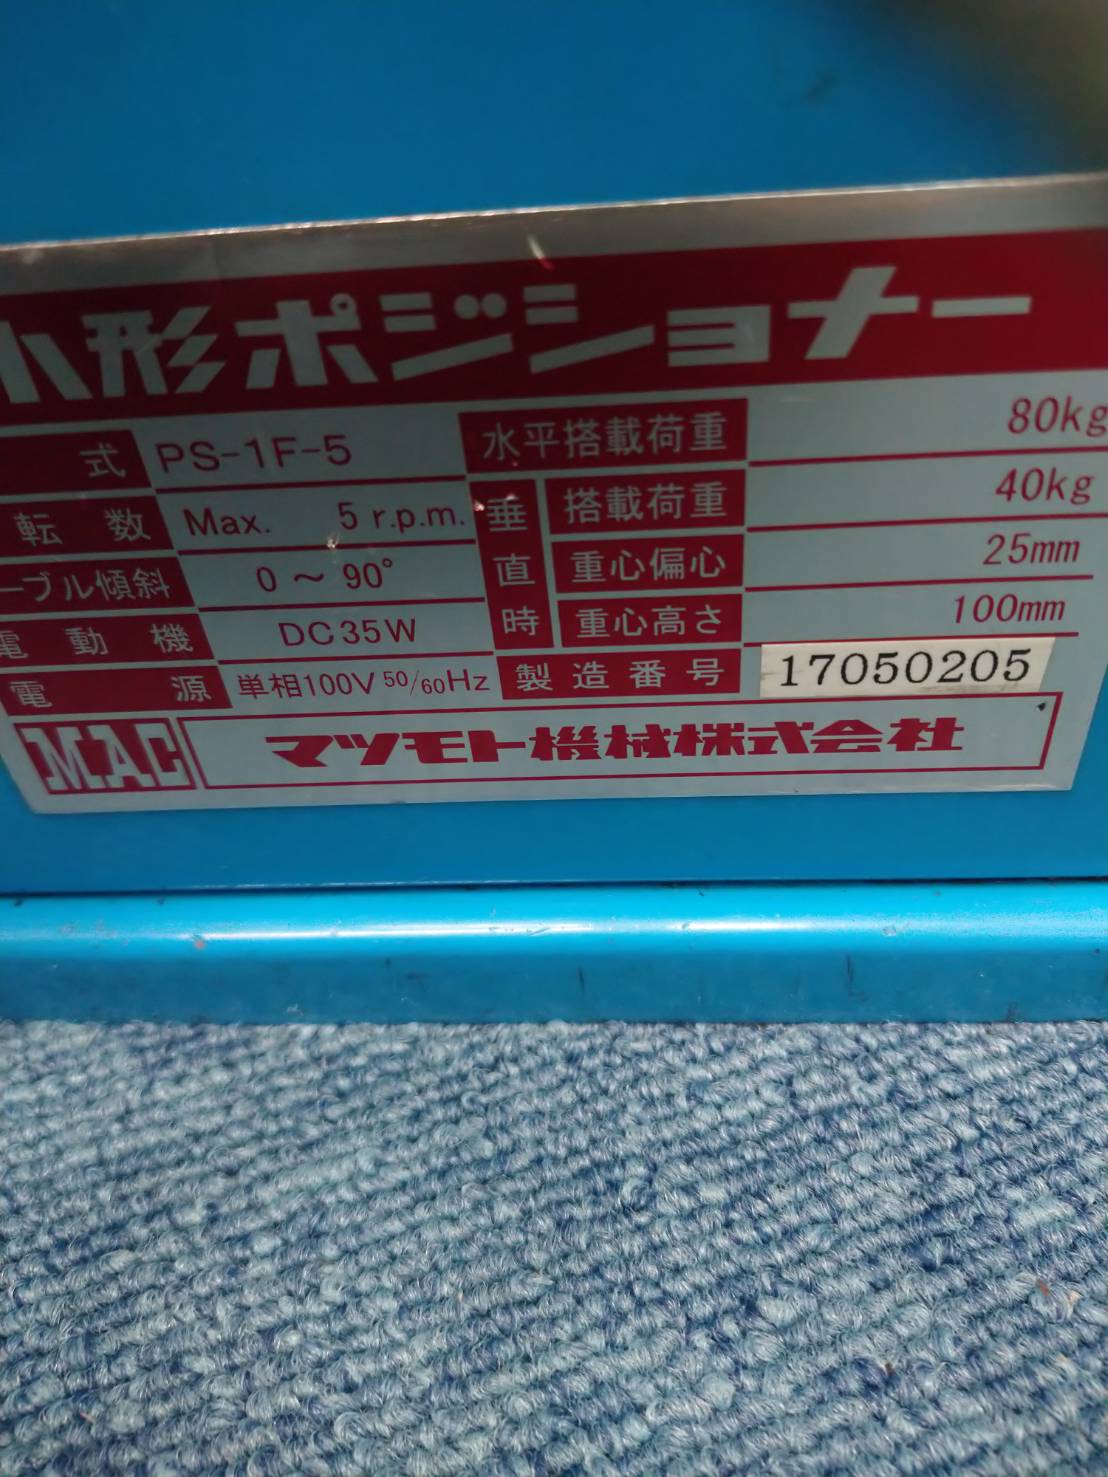 小形ポジショナー
式 PS-1F-5
転数 Max. 5 r.p.m.
ーブル傾斜 0 ～ 90°
電動機 DC 35W
電源 単相100V 50/60Hz
水平搭載荷重 80kg
垂直時 搭載荷重 40kg
重心偏心 25mm
重心高さ 100mm
製造番号 17050205
MAC マツモト機械株式会社